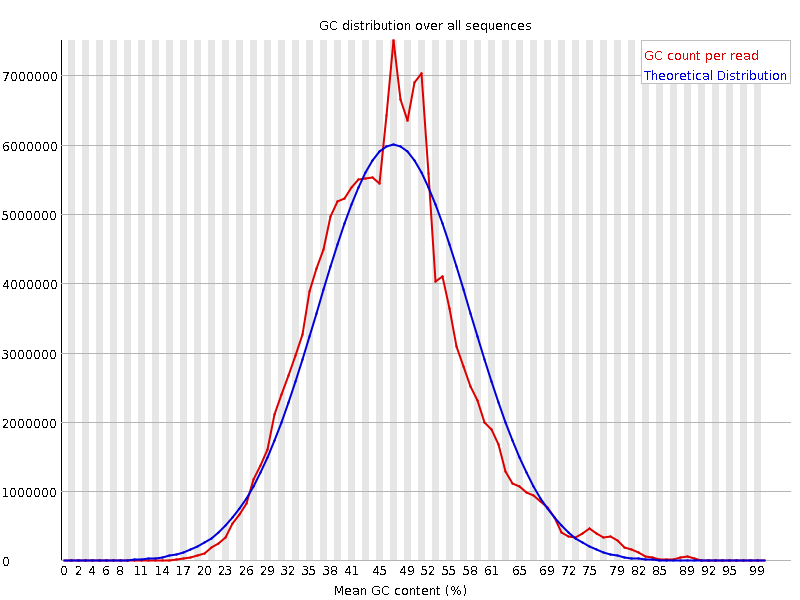 GC distribution over all sequences
GC count per read
Theoretical Distribution
7000000
6000000
5000000
4000000
3000000
2000000
1000000
0
0 2 4 6 8 11 14 17 20 23 26 29 32 35 38 41 45 49 52 55 58 61 65 69 72 75 79 82 85 89 92 95 99
Mean GC content (%)